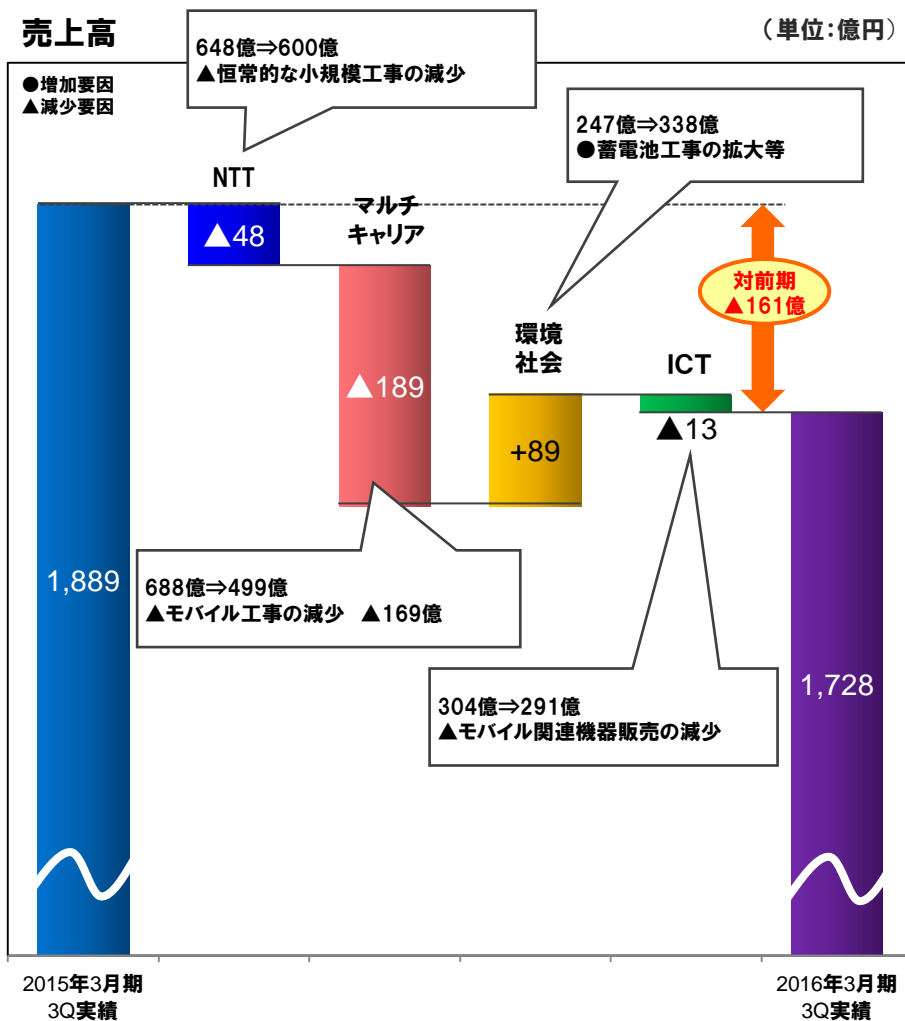 売上高
(単位:億円)
●増加要因
▲減少要因
648億⇒600億
▲恒常的な小規模工事の減少
247億⇒338億
●蓄電池工事の拡大等
NTT
▲48
マルチ
キャリア
▲189
環境
社会
+89
ICT
▲13
対前期
▲161億
1,889
688億⇒499億
▲モバイル工事の減少 ▲169億
304億⇒291億
▲モバイル関連機器販売の減少
1,728
2015年3月期
3Q実績
2016年3月期
3Q実績